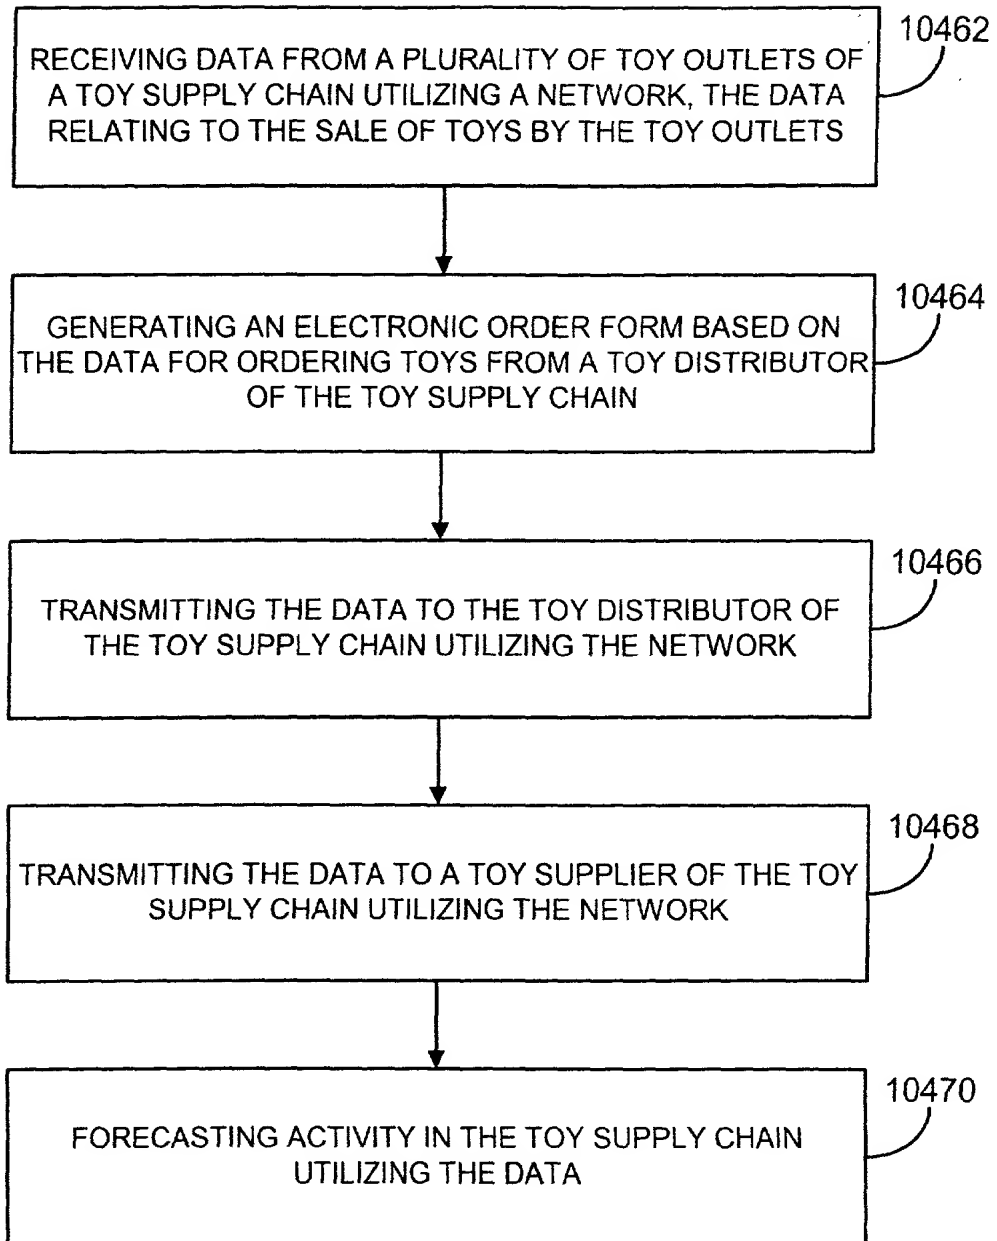 10462
RECEIVING DATA FROM A PLURALITY OF TOY OUTLETS OF
A TOY SUPPLY CHAIN UTILIZING A NETWORK, THE DATA
RELATING TO THE SALE OF TOYS BY THE TOY OUTLETS
10464
GENERATING AN ELECTRONIC ORDER FORM BASED ON
THE DATA FOR ORDERING TOYS FROM A TOY DISTRIBUTOR
OF THE TOY SUPPLY CHAIN
10466
TRANSMITTING THE DATA TO THE TOY DISTRIBUTOR OF
THE TOY SUPPLY CHAIN UTILIZING THE NETWORK
10468
TRANSMITTING THE DATA TO A TOY SUPPLIER OF THE TOY
SUPPLY CHAIN UTILIZING THE NETWORK
10470
FORECASTING ACTIVITY IN THE TOY SUPPLY CHAIN
UTILIZING THE DATA